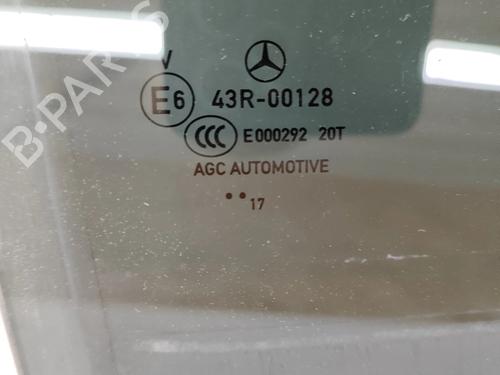 B-PARTS
V
E6 43R-00128
CCC E000292 20T
AGC AUTOMOTIVE
•• 17